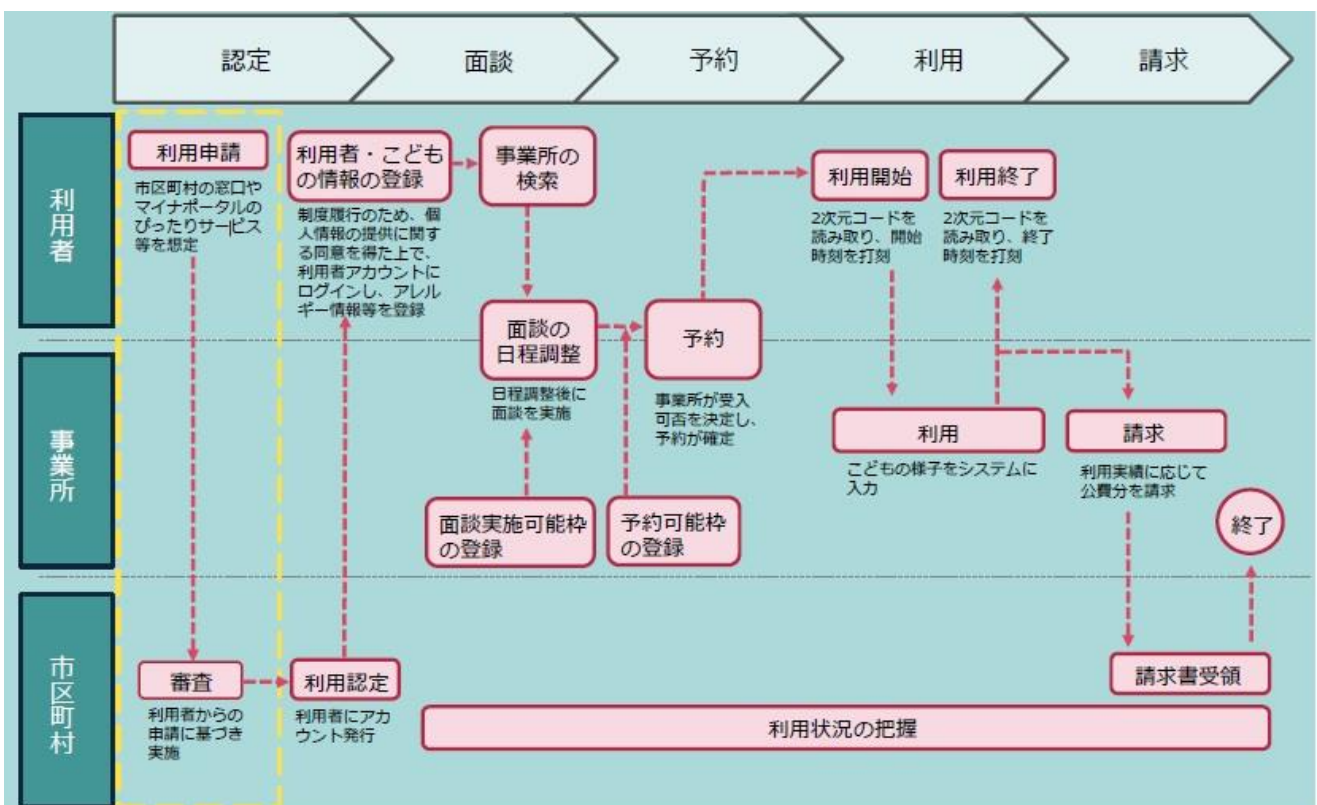 認定
面談
予約
利用
請求
利用者
利用申請
市区町村の窓口や
マイナポータルの
ぴったりサービス
等を想定
利用者・こども
の情報の登録
制度履行のため、個
人情報の提供に関す
る同意を得た上で、
利用者アカウントに
ログインし、アレル
ギー情報等を登録
事業所の
検索
面談の
日程調整
日程調整後に
面談を実施
予約
事業所が受入
可否を決定し、
予約が確定
利用開始
2次元コードを
読み取り、開始
時刻を打刻
利用終了
2次元コードを
読み取り、終了
時刻を打刻
事業所
面談実施可能枠
の登録
予約可能枠
の登録
利用
こどもの様子をシステムに
入力
請求
利用実績に応じて
公費分を請求
終了
市区町村
審査
利用者からの
申請に基づき
実施
利用認定
利用者にアカ
ウント発行
請求書受領
利用状況の把握